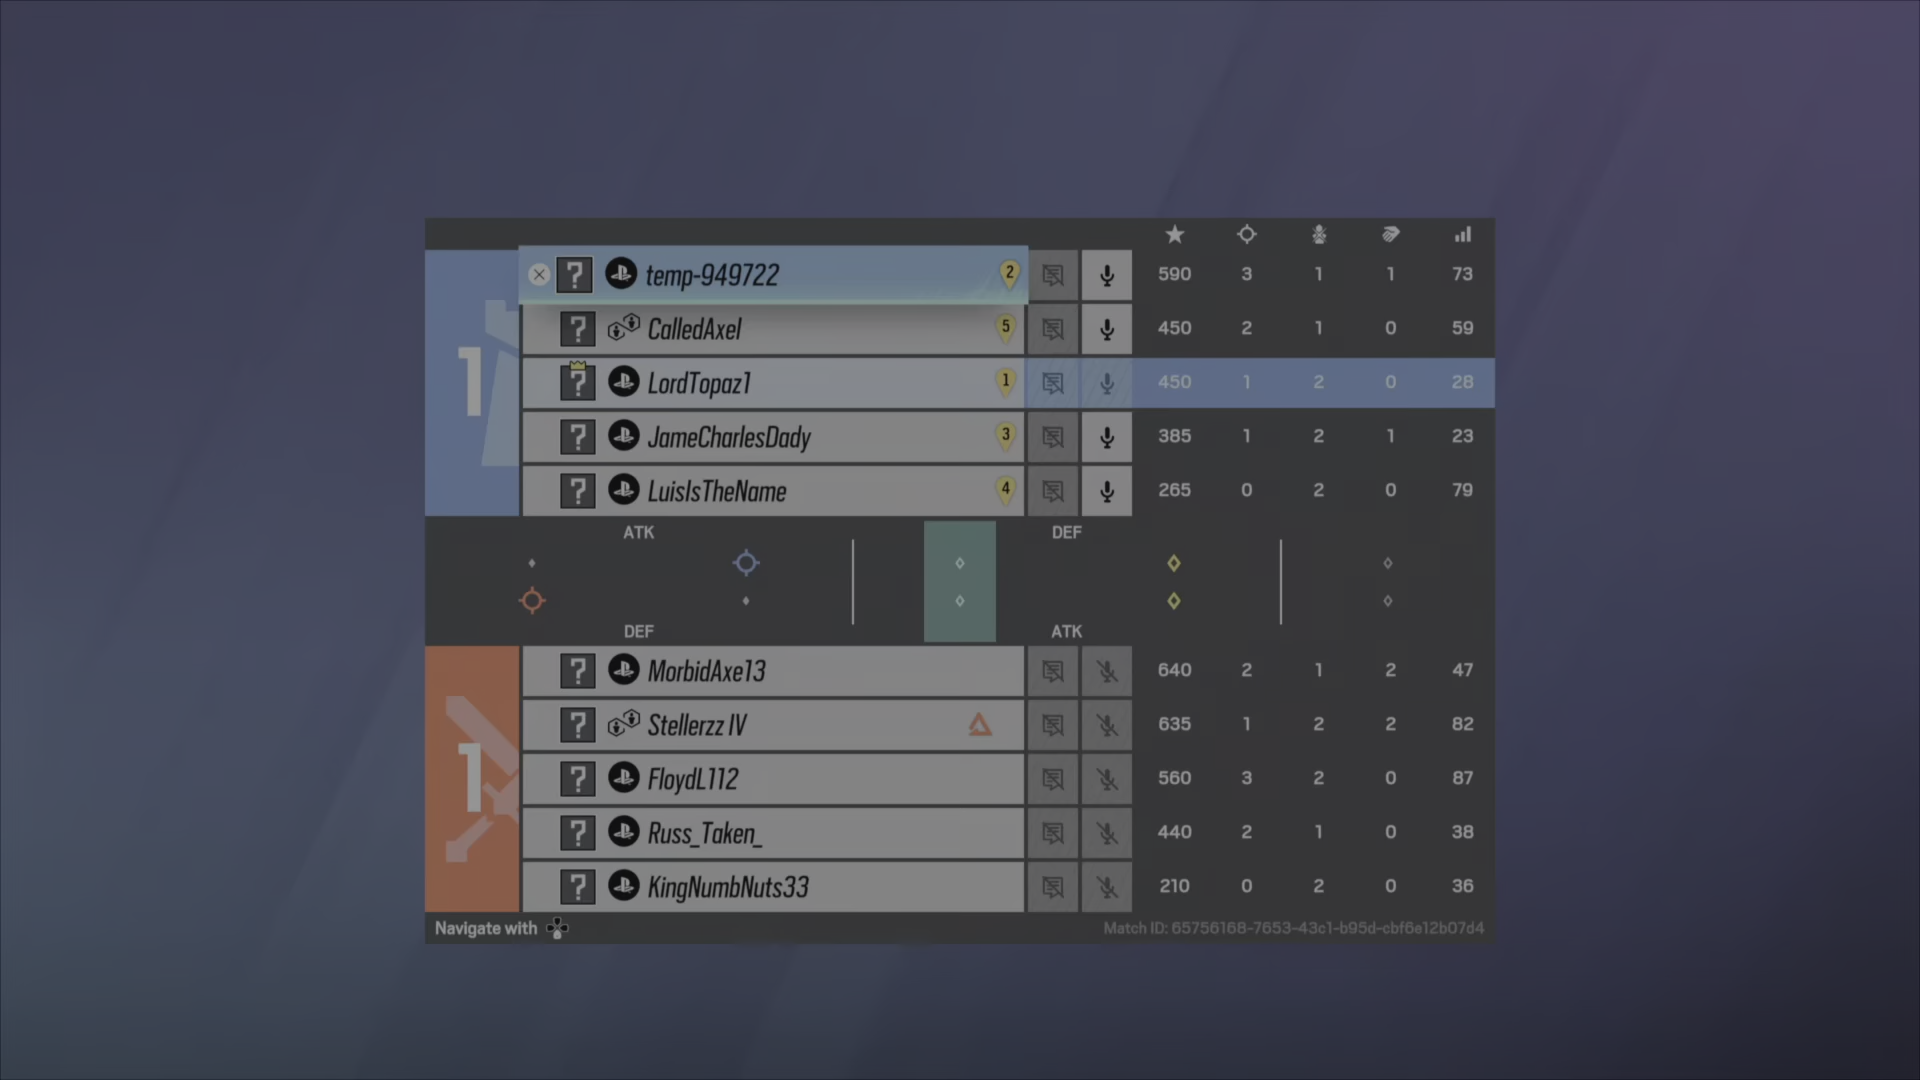 1
? temp-949722 2 590 3 1 1 73
? CalledAxel 5 450 2 1 0 59
? LordTopaz1 1 450 1 2 0 28
? JameCharlesDady 3 385 1 2 1 23
? LuisIsTheName 4 265 0 2 0 79
ATK DEF
DEF ATK
1
? MorbidAxe13 640 2 1 2 47
? Stellerzz IV 635 1 2 2 82
? FloydL112 560 3 2 0 87
? Russ_Taken_ 440 2 1 0 38
? KingNumbNuts33 210 0 2 0 36
Navigate with Match ID: 65756168-7653-43c1-b95d-cbf6e12b07d4